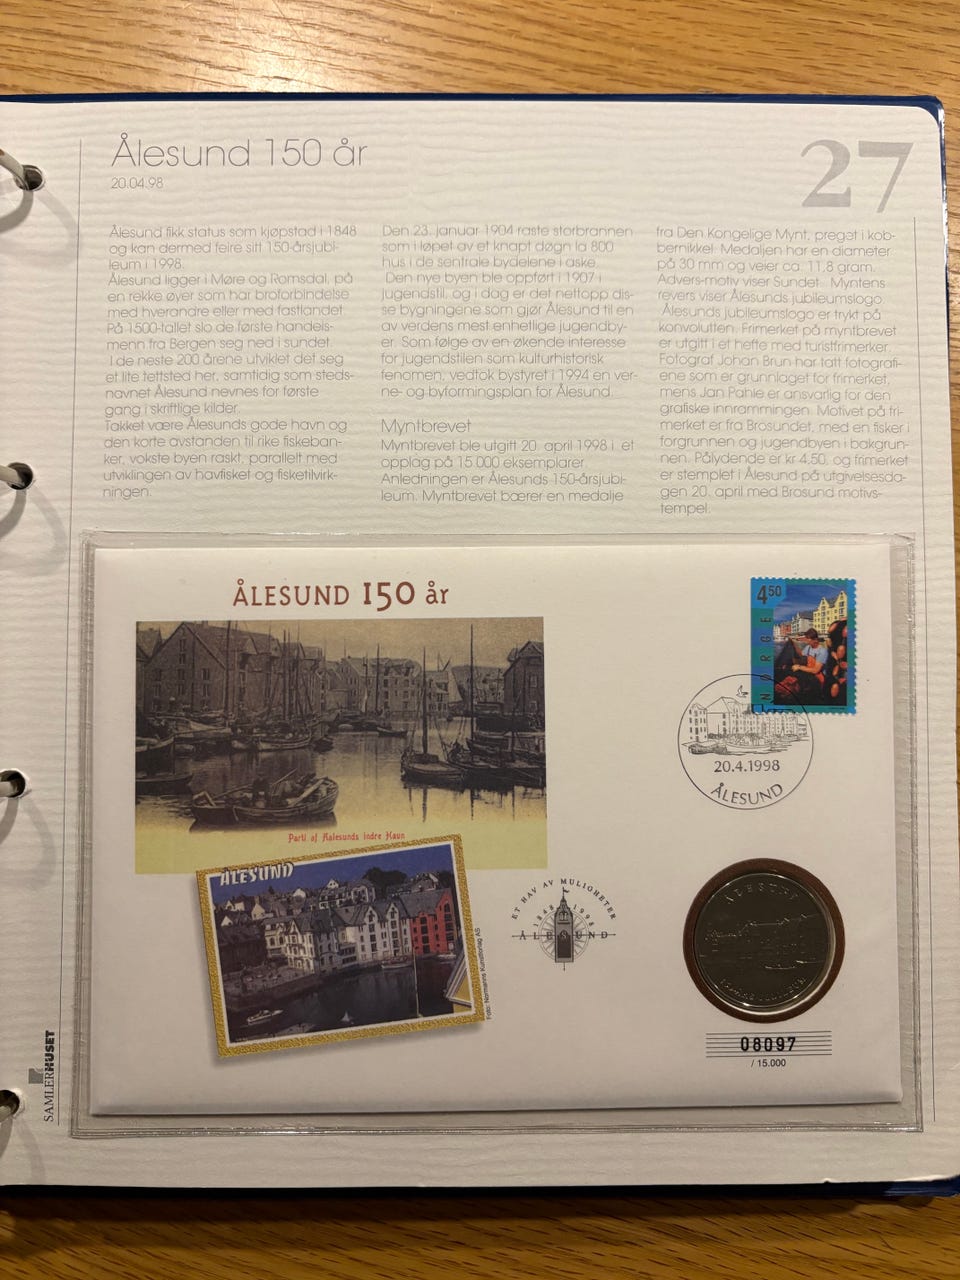 Ålesund 150 år
20.04.98
27
Ålesund fikk status som kjøpstad i 1848
og kan dermed feire sitt 150-årsjubi-
leum i 1998.
Ålesund ligger i Møre og Romsdal, på
en rekke øyer som har broforbindelse
med hverandre eller med fastlandet.
På 1500-tallet slo de første handels-
menn fra Bergen seg ned i sundet.
I de neste 200 årene utviklet det seg
et lite tettsted her, samtidig som steds-
navnet Ålesund nevnes for første
gang i skriftlige kilder.
Takket være Ålesunds gode havn og
den korte avstanden til rike fiskeban-
ker, vokste byen raskt, parallelt med
utviklingen av havfisket og fisketilvirk-
ningen.
Den 23. januar 1904 raste storbrannen
som i løpet av et knapt døgn la 800
hus i de sentrale bydelene i aske.
Den nye byen ble oppført i 1907 i
jugendstil, og i dag er det nettopp dis-
se bygningene som gjør Ålesund til en
av verdens mest enhetlige jugendby-
er. Som følge av en økende interesse
for jugendstilen som kulturhistorisk
fenomen, vedtok bystyret i 1994 en ver-
ne- og byformingsplan for Ålesund.
Myntbrevet
Myntbrevet ble utgitt 20. april 1998 i et
opplag på 15 000 eksemplarer.
Anledningen er Ålesunds 150-årsjubi-
leum. Myntbrevet bærer en medalje
fra Den Kongelige Mynt, preget i kob-
bernikkel. Medaljen har en diameter
på 30 mm og veier ca. 11,8 gram.
Advers-motiv viser Sundet. Myntens
revers viser Ålesunds jubileumslogo.
Ålesunds jubileumslogo er trykt på
konvolutten. Frimerket på myntbrevet
er utgitt i et hefte med turistfrimerker.
Fotograf Johan Brun har tatt fotografi-
ene som er grunnlaget for frimerket,
mens Jan Pahle er ansvarlig for den
grafiske innrammingen. Motivet på fri-
merket er fra Brosundet, med en fisker i
forgrunnen og jugendbyen i bakgrun-
nen. Pålydende er kr 4,50, og frimerket
er stemplet i Ålesund på utgivelsesda-
gen 20. april med Brosund motivs-
tempel.
ÅLESUND 150 år
4 50
NORGE
20.4.1998
ÅLESUND
Parti af Aalesunds indre Havn
ÅLESUND
Foto: Normanns Kunstforlag AS
ET HAV AV MULIGHETER
1848 1998
ÅLESUND
ÅLESUND
150 ÅRS JUBILEUM
08097
/ 15.000
SAMLERHUSET